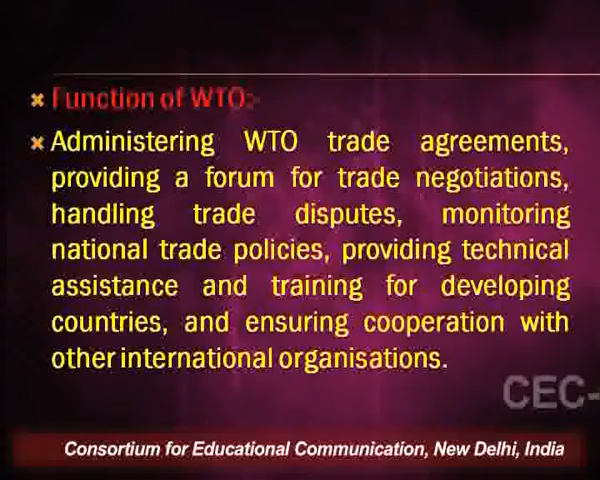 Function of WTO:-
Administering WTO trade agreements,
providing a forum for trade negotiations,
handling trade disputes, monitoring
national trade policies, providing technical
assistance and training for developing
countries, and ensuring cooperation with
other international organisations.
CEC-
Consortium for Educational Communication, New Delhi, India